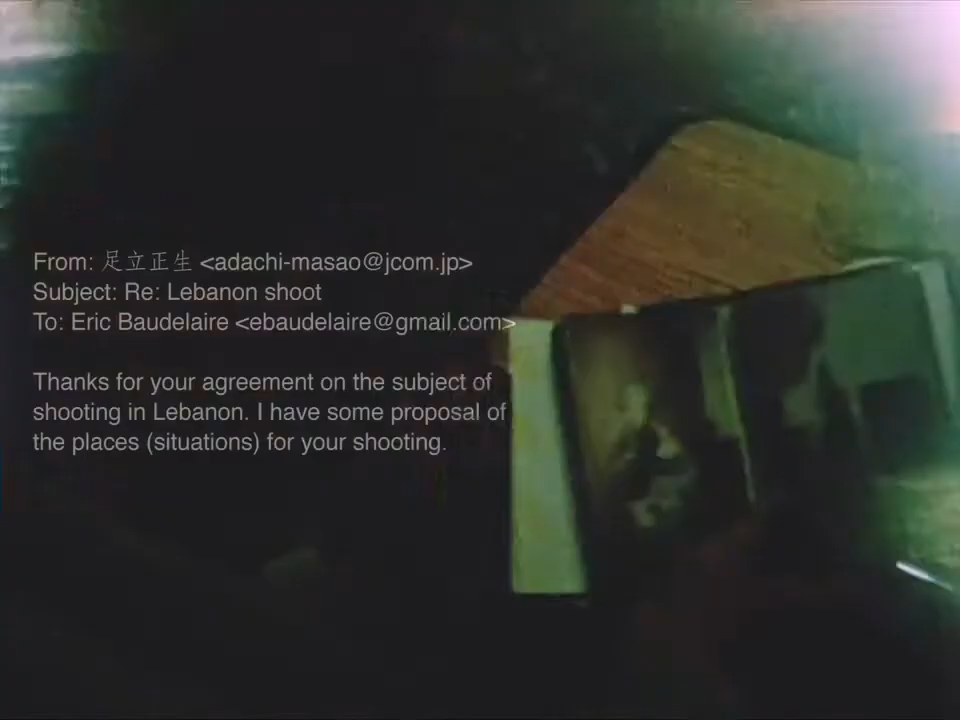 From: 足立正生 <adachi-masao@jcom.jp>
Subject: Re: Lebanon shoot
To: Eric Baudelaire <ebaudelaire@gmail.com>
Thanks for your agreement on the subject of
shooting in Lebanon. I have some proposal of
the places (situations) for your shooting.